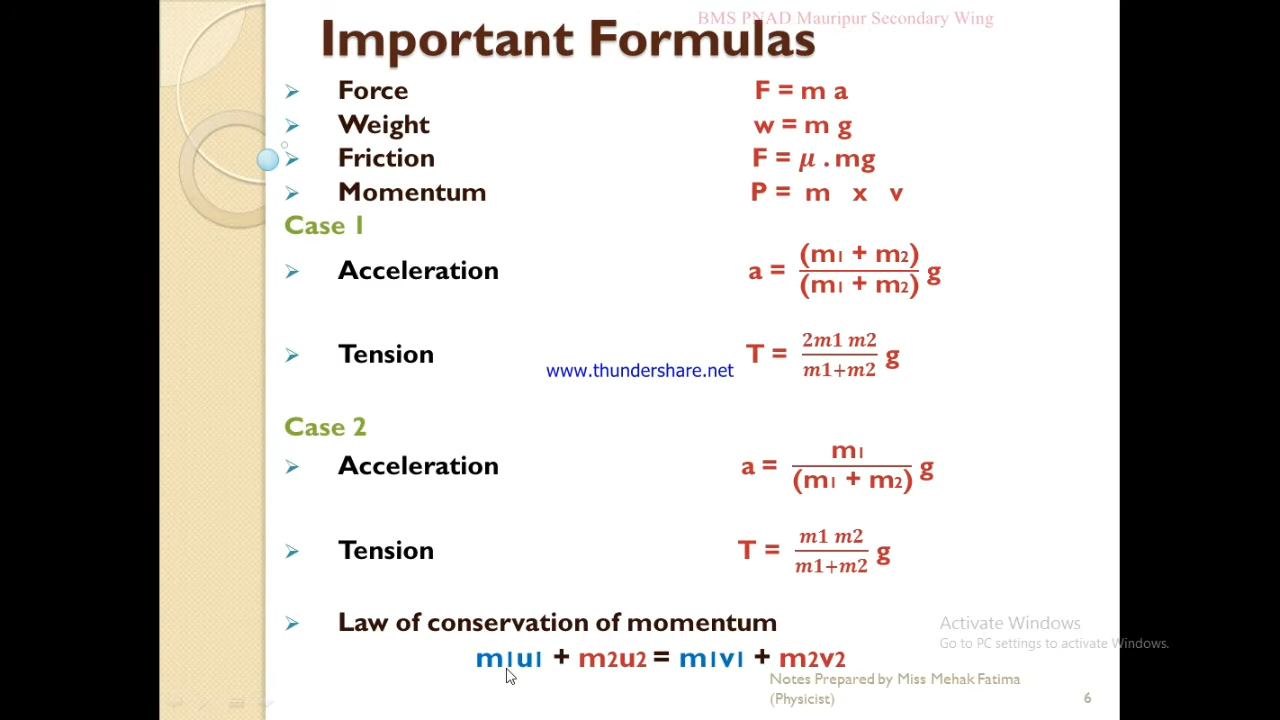 BMS PNAD Mauripur Secondary Wing
Important Formulas
Force F = m a
Weight w = m g
Friction F = μ . mg
Momentum P = m x v
Case 1
Acceleration a = (m1 + m2) / (m1 + m2) g
Tension T = 2m1 m2 / m1+m2 g
www.thundershare.net
Case 2
Acceleration a = m1 / (m1 + m2) g
Tension T = m1 m2 / m1+m2 g
Law of conservation of momentum
m1u1 + m2u2 = m1v1 + m2v2
Activate Windows
Go to PC settings to activate Windows.
Notes Prepared by Miss Mehak Fatima
(Physicist) 6